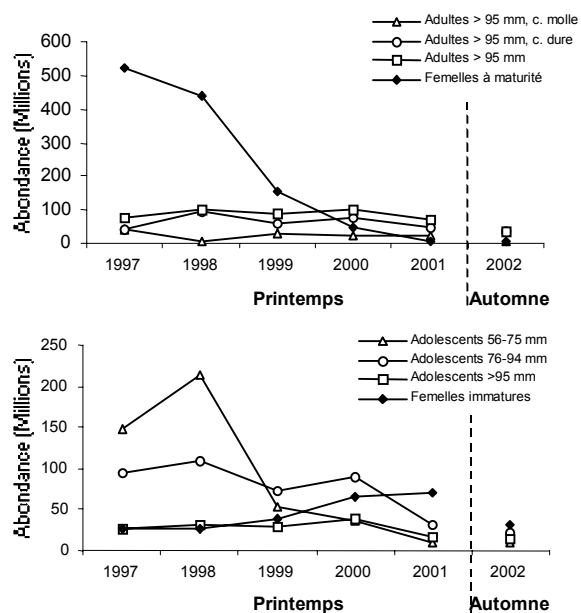 Adultes > 95 mm, c. molle
Adultes > 95 mm, c. dure
Adultes > 95 mm
Femelles à maturité
Abondance (Millions)
600
500
400
300
200
100
0
1997 1998 1999 2000 2001 2002
Printemps Automne
Adolescents 56-75 mm
Adolescents 76-94 mm
Adolescents >95 mm
Femelles immatures
Abondance (Millions)
250
200
150
100
50
0
1997 1998 1999 2000 2001 2002
Printemps Automne